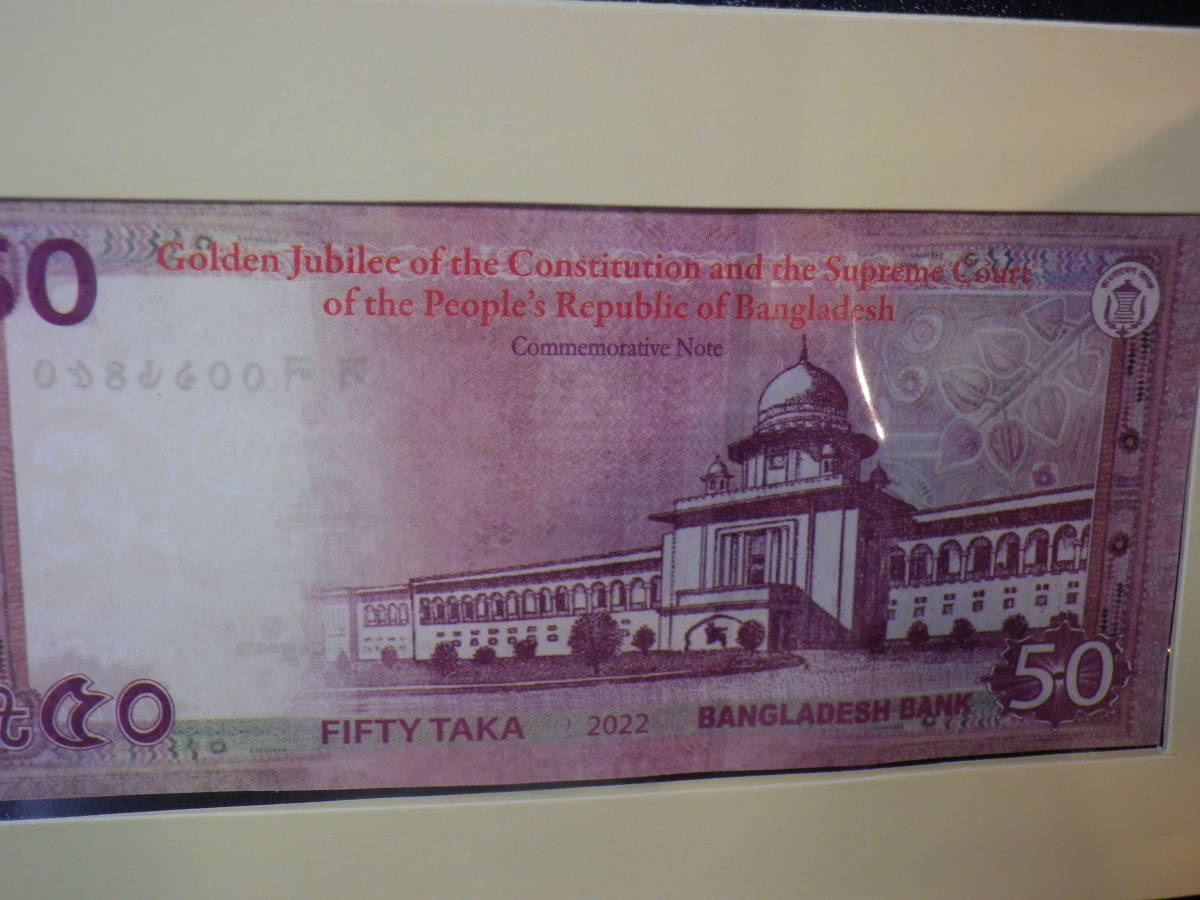 50
Golden Jubilee of the Constitution and the Supreme Court
of the People's Republic of Bangladesh
Commemorative Note
৳৫০
FIFTY TAKA
2022
BANGLADESH BANK
50